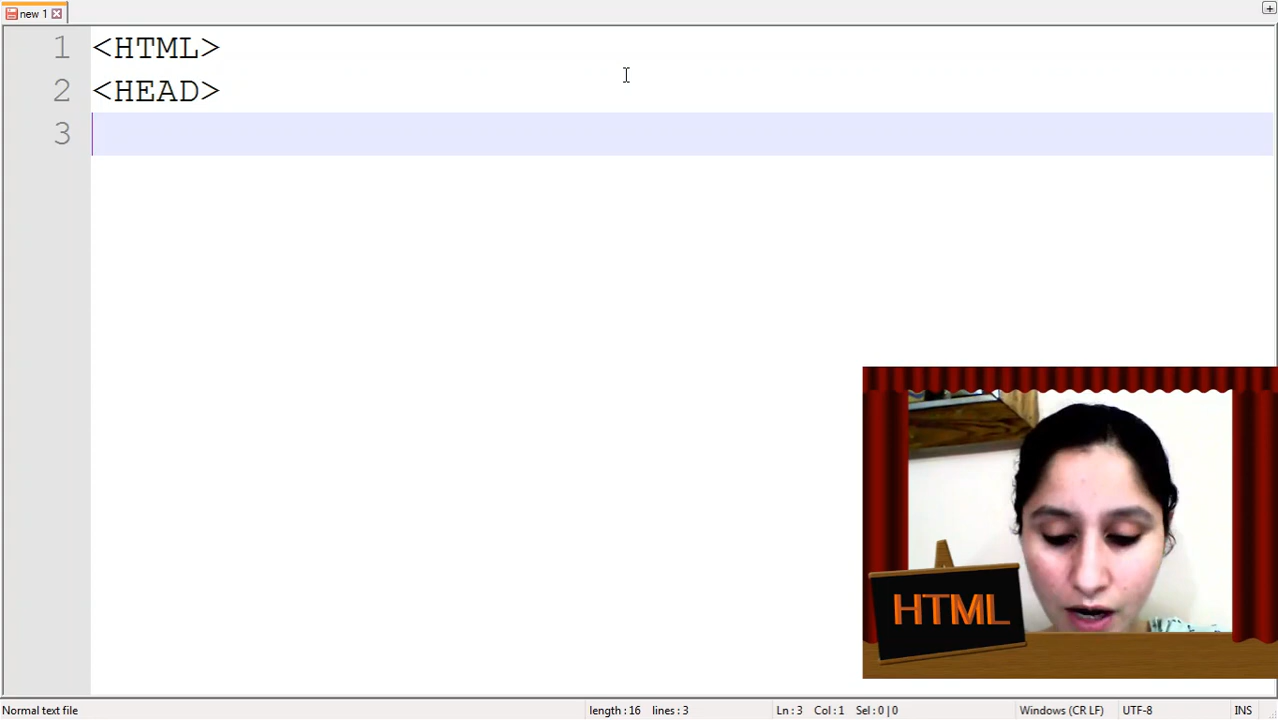 new 1
1 <HTML>
2 <HEAD>
3
HTML
Normal text file
length : 16 lines : 3
Ln : 3 Col : 1 Sel : 0 | 0
Windows (CR LF)
UTF-8
INS